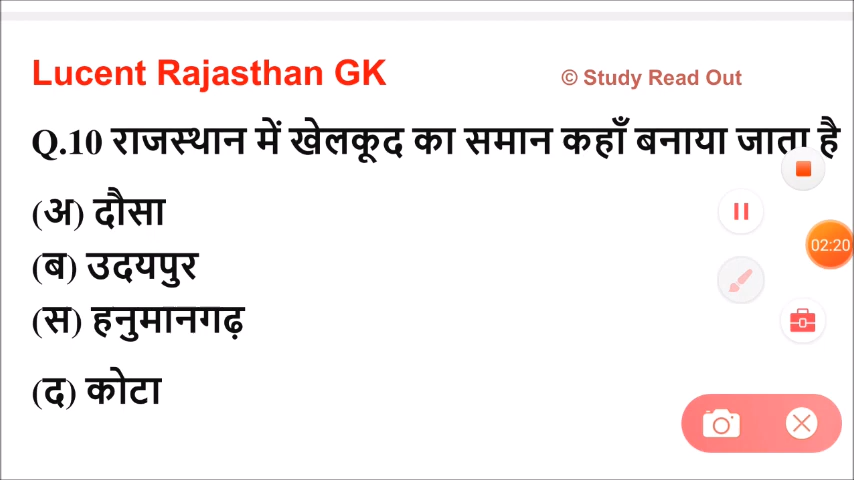 Lucent Rajasthan GK
© Study Read Out
Q.10 राजस्थान में खेलकूद का समान कहाँ बनाया जाता है
(अ) दौसा
(ब) उदयपुर
(स) हनुमानगढ़
(द) कोटा
02:20